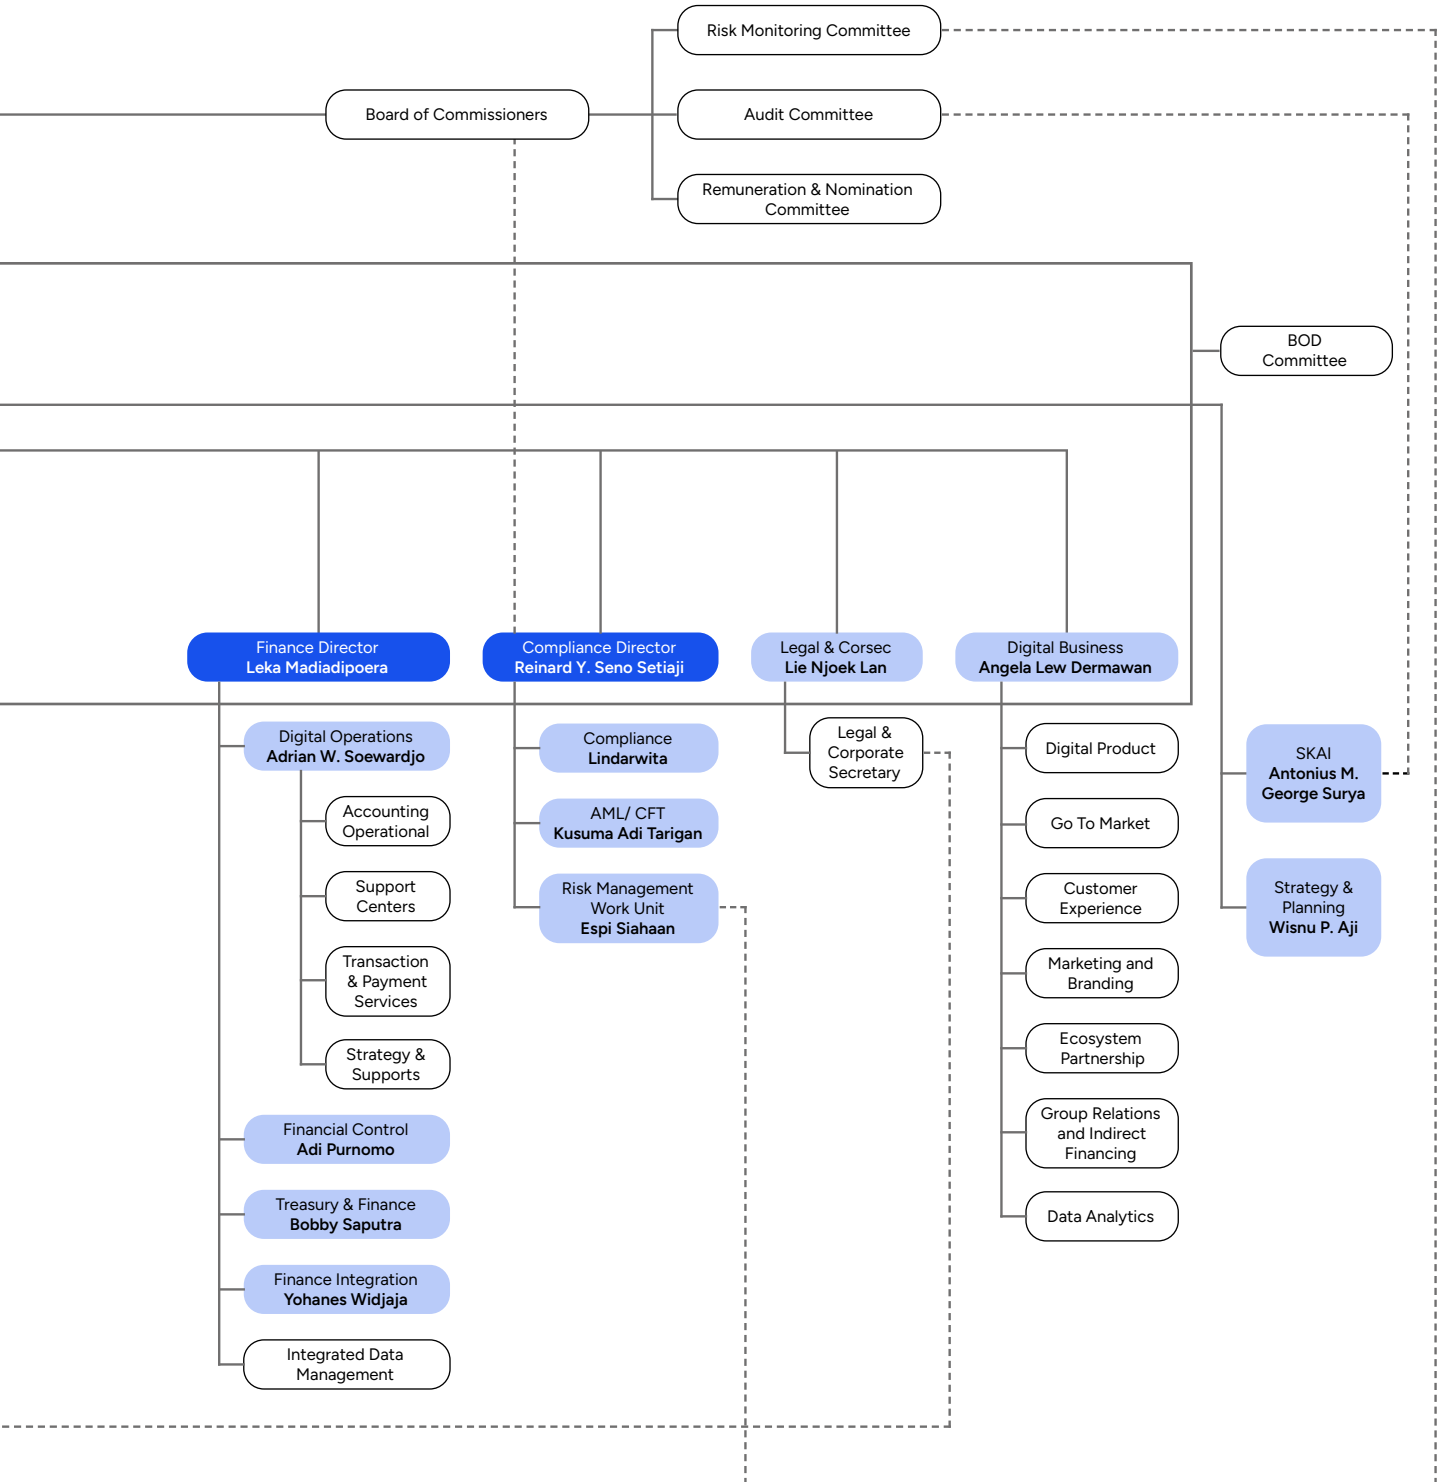 Risk Monitoring Committee
Board of Commissioners
Audit Committee
Remuneration & Nomination
Committee
BOD
Committee
Finance Director
Leka Madiadipoera
Digital Operations
Adrian W. Soewardjo
Accounting
Operational
Support
Centers
Transaction
& Payment
Services
Strategy &
Supports
Financial Control
Adi Purnomo
Treasury & Finance
Bobby Saputra
Finance Integration
Yohanes Widjaja
Integrated Data
Management
Compliance Director
Reinard Y. Seno Setiaji
Compliance
Lindarwita
AML/ CFT
Kusuma Adi Tarigan
Risk Management
Work Unit
Espi Siahaan
Legal & Corsec
Lie Njoek Lan
Legal &
Corporate
Secretary
Digital Business
Angela Lew Dermawan
Digital Product
Go To Market
Customer
Experience
Marketing and
Branding
Ecosystem
Partnership
Group Relations
and Indirect
Financing
Data Analytics
SKAI
Antonius M.
George Surya
Strategy &
Planning
Wisnu P. Aji